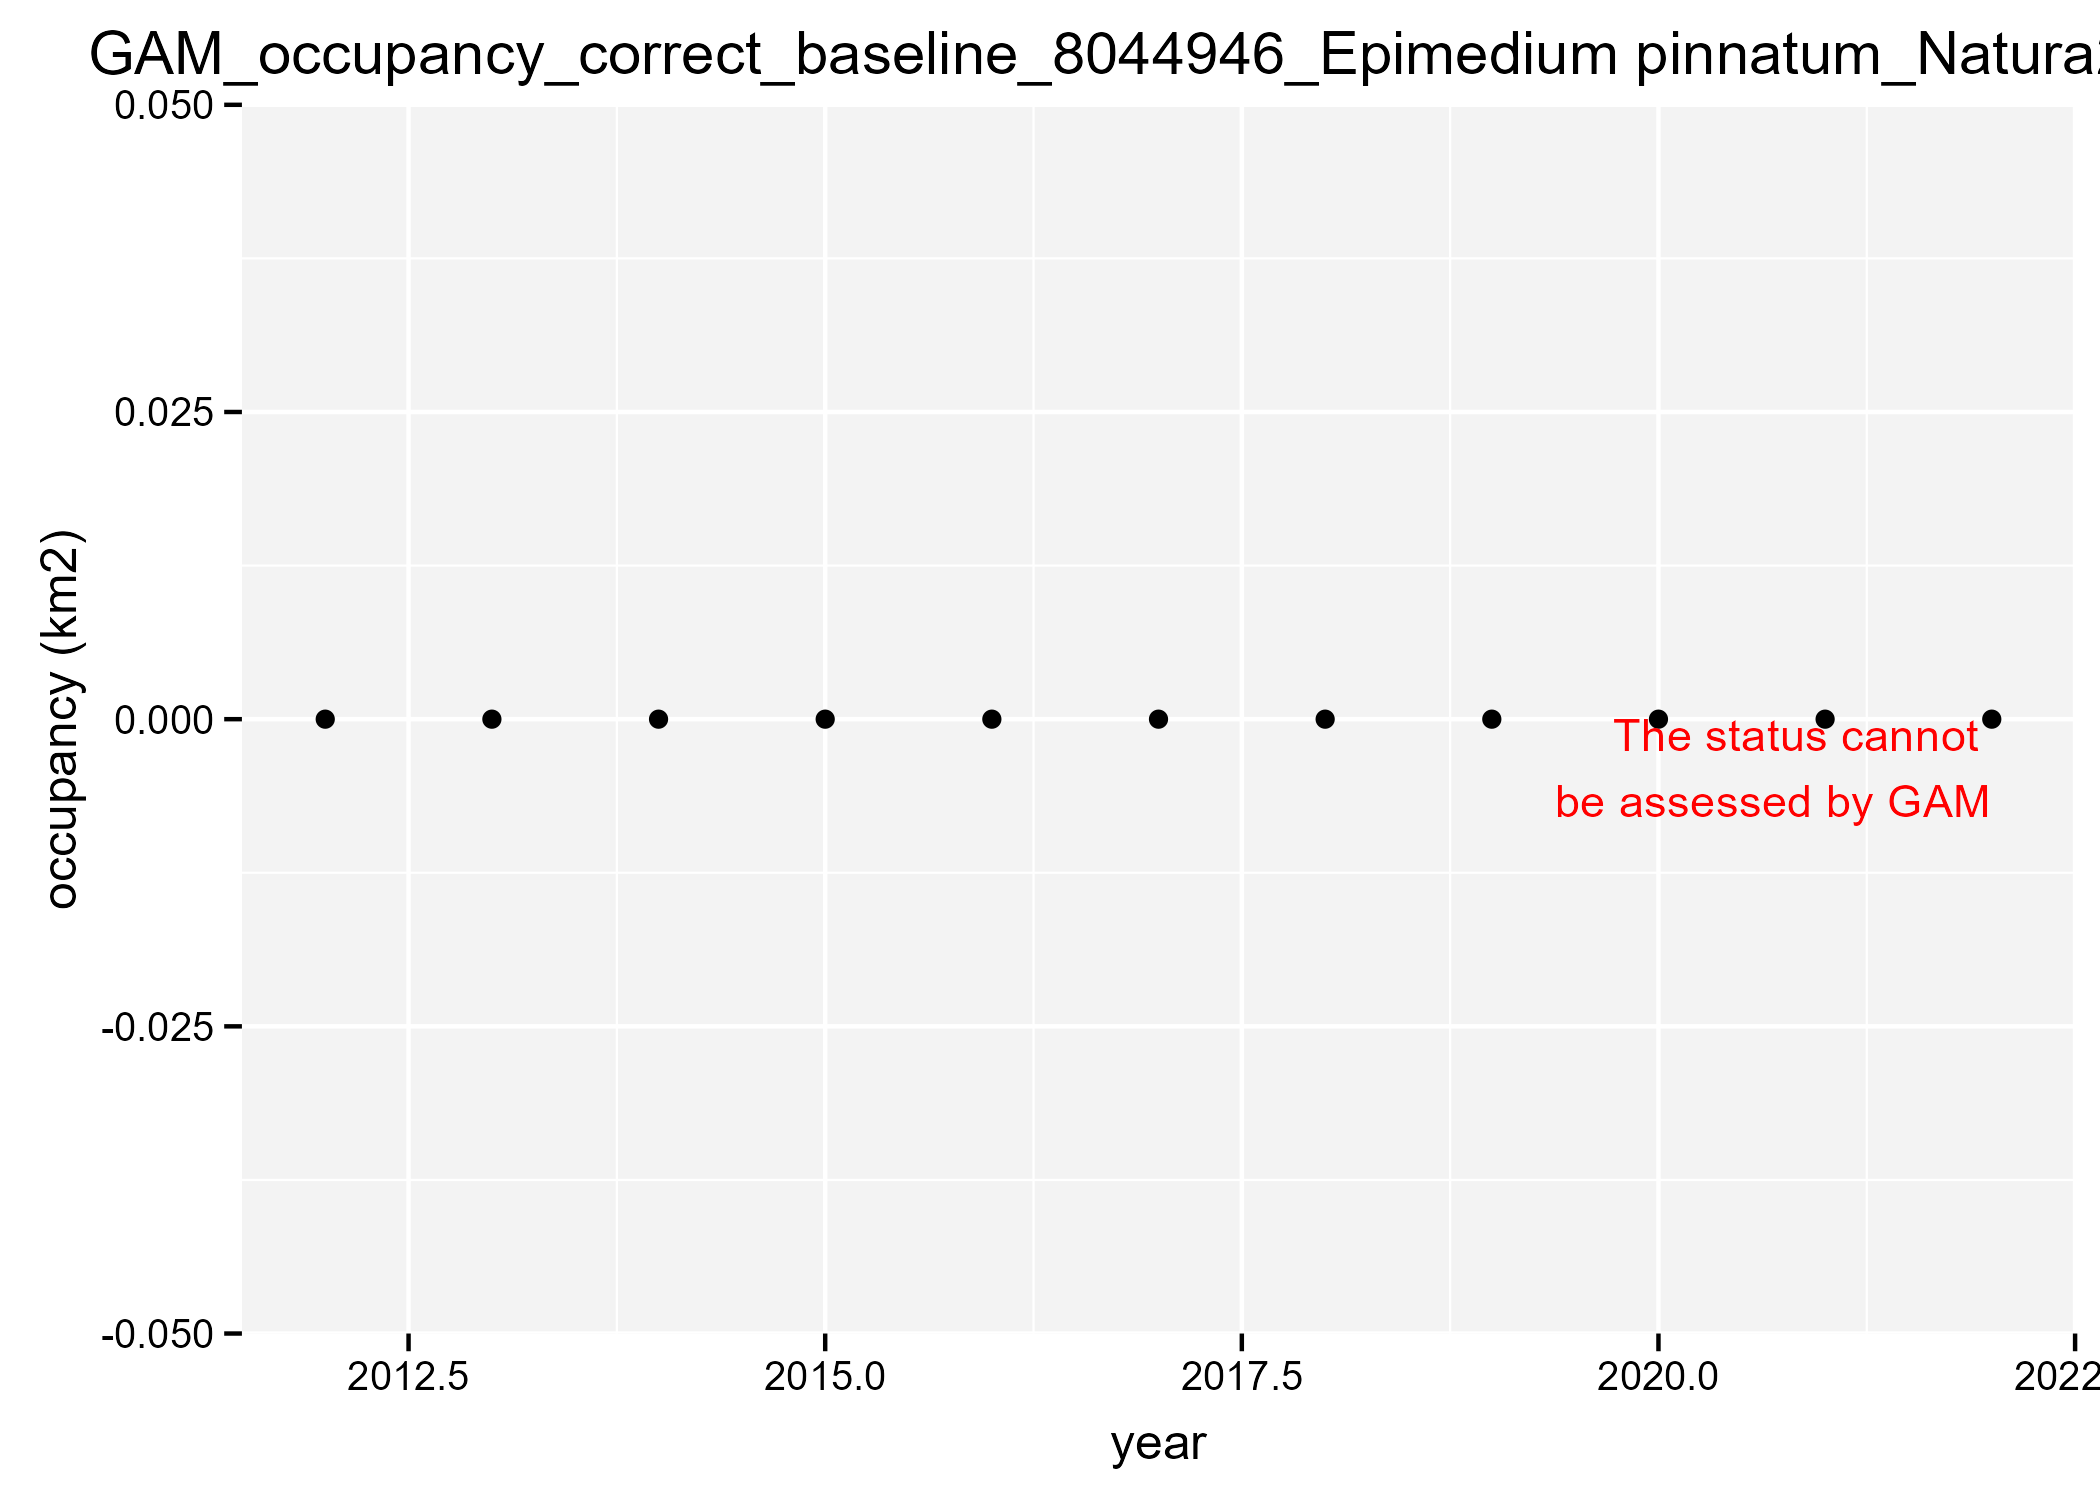 GAM_occupancy_correct_baseline_8044946_Epimedium pinnatum_Natura
0.050
0.025
0.000
-0.025
-0.050
occupancy (km2)
The status cannot
be assessed by GAM
2012.5
2015.0
2017.5
2020.0
2022
year